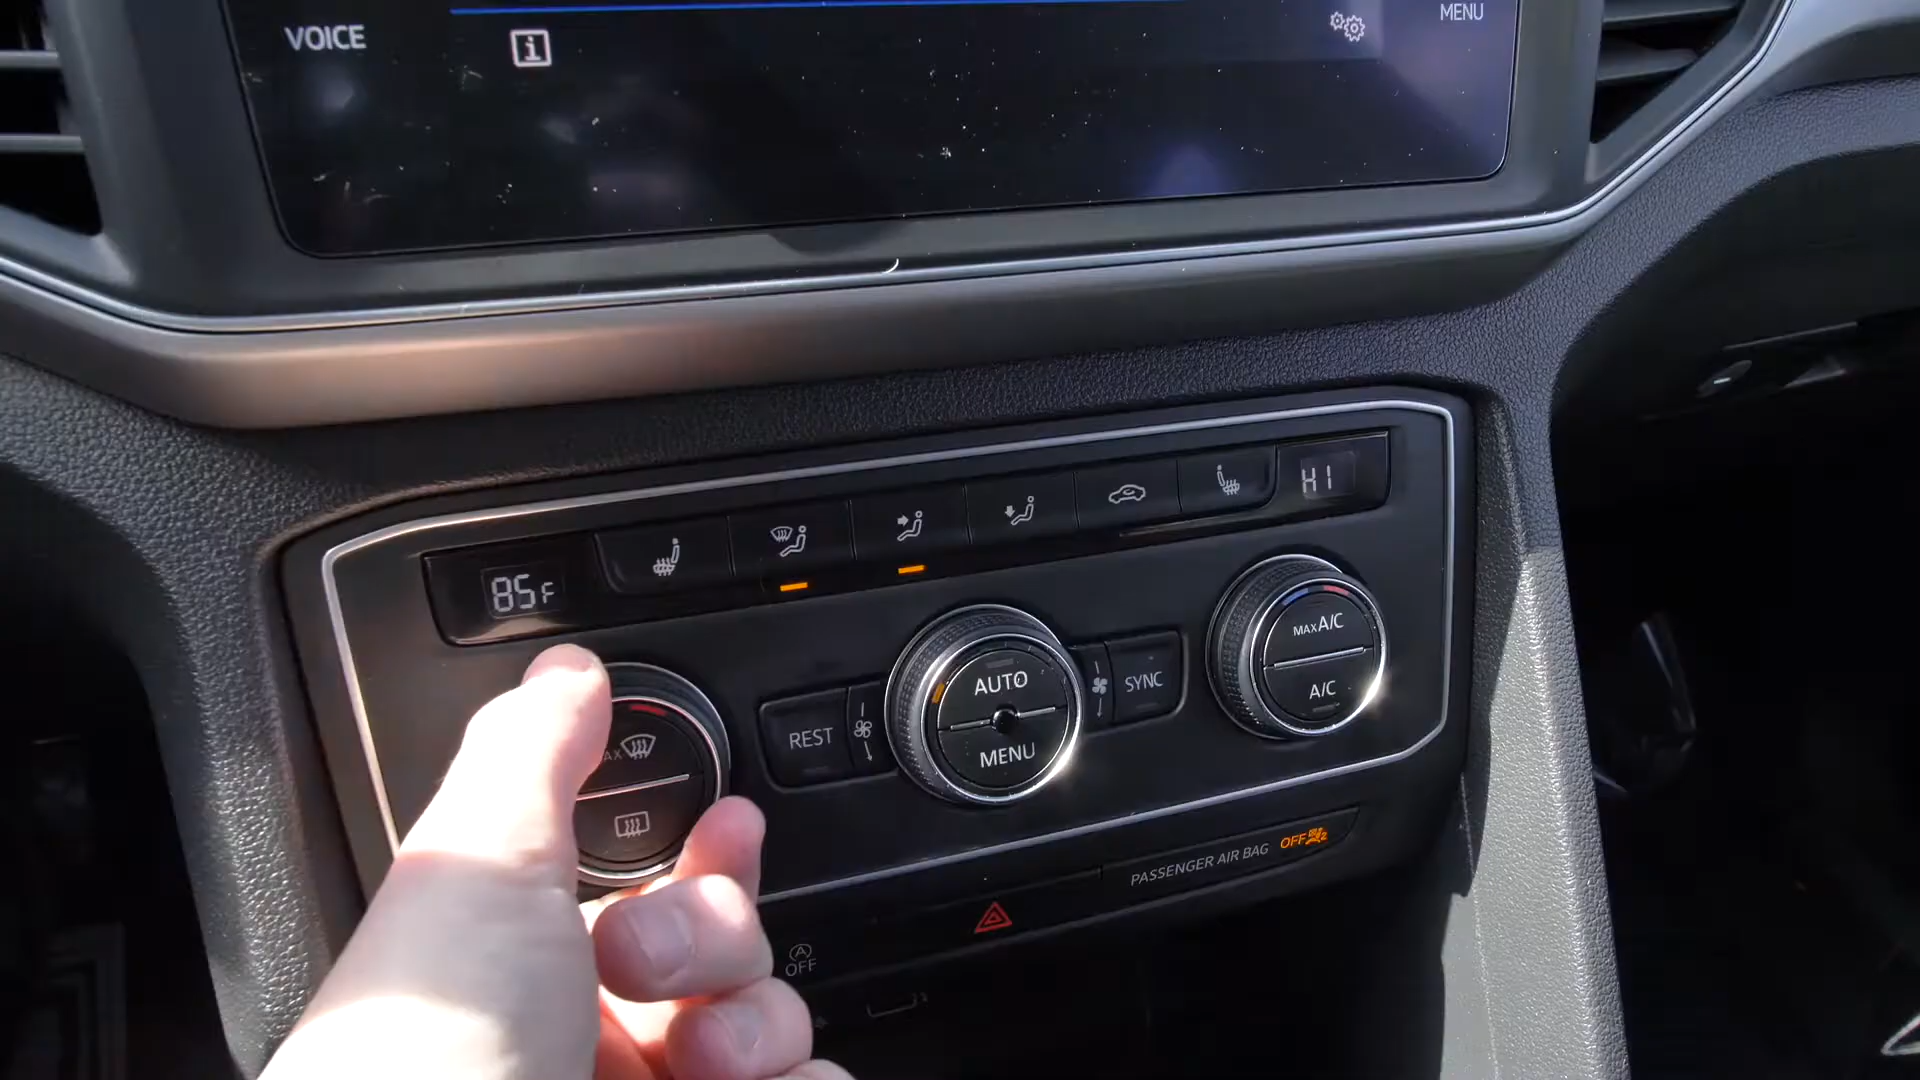 VOICE
MENU
HI
85F
MAX A/C
A/C
AUTO
MENU
SYNC
REST
PASSENGER AIR BAG
OFF
A
OFF